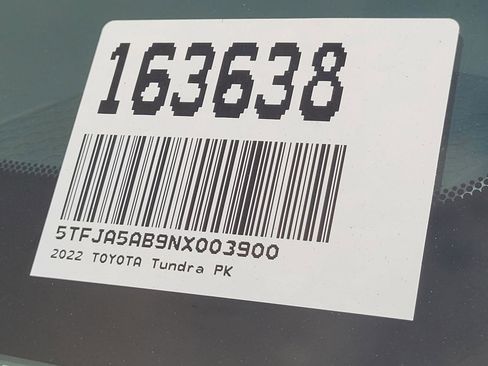 163638
5TFJA5AB9NX003900
2022 TOYOTA Tundra PK